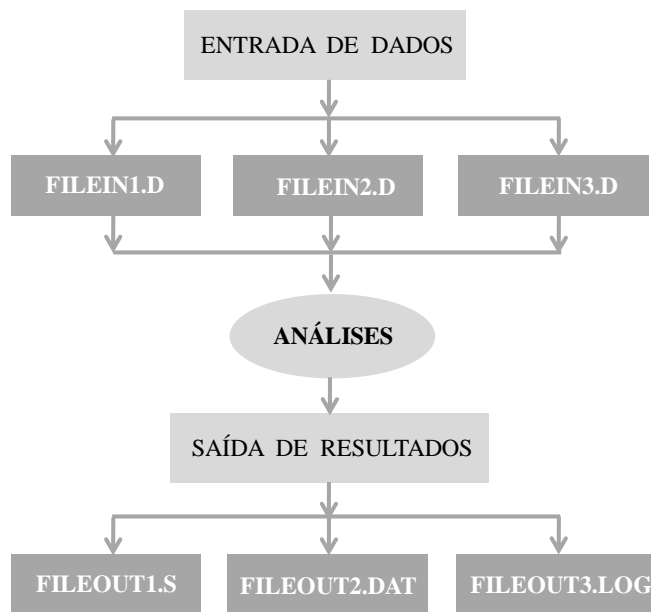 ENTRADA DE DADOS
FILEIN1.D
FILEIN2.D
FILEIN3.D
ANÁLISES
SAÍDA DE RESULTADOS
FILEOUT1.S
FILEOUT2.DAT
FILEOUT3.LOG